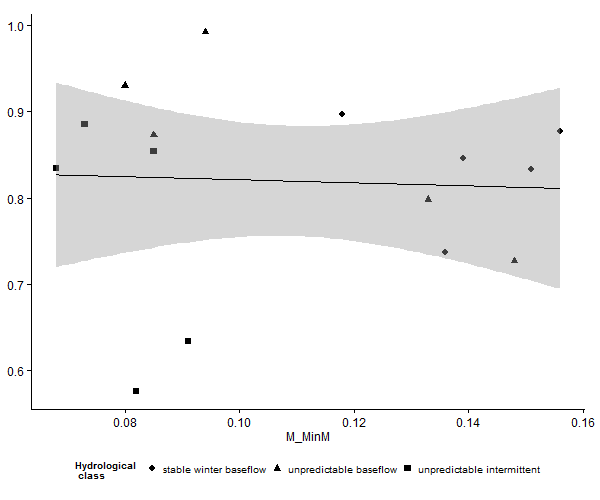 1.0
0.9
0.8
0.7
0.6
0.08 0.10 0.12 0.14 0.16
M_MinM
Hydrological
class
stable winter baseflow unpredictable baseflow unpredictable intermittent